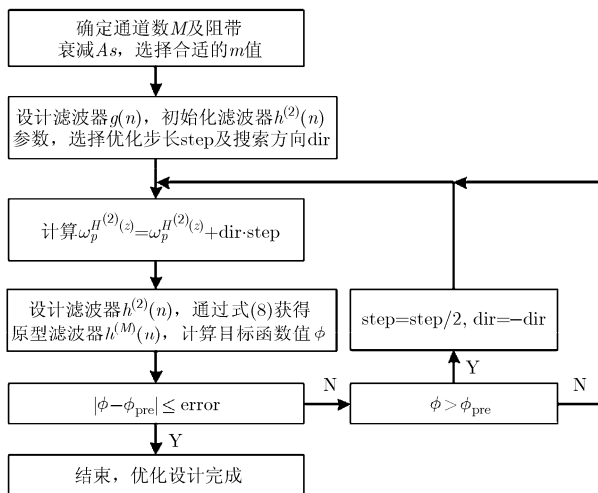 确定通道数M及阻带
衰减As，选择合适的m值
设计滤波器g(n)，初始化滤波器h⁽²⁾(n)
参数，选择优化步长step及搜索方向dir
计算ω_p^{H⁽²⁾(z)}=ω_p^{H⁽²⁾(z)}+dir·step
设计滤波器h⁽²⁾(n)，通过式(8)获得
原型滤波器h⁽ᴹ⁾(n)，计算目标函数值ϕ
step=step/2, dir=−dir
|ϕ−ϕ_pre| ≤ error
N
ϕ>ϕ_pre
Y
N
Y
结束，优化设计完成